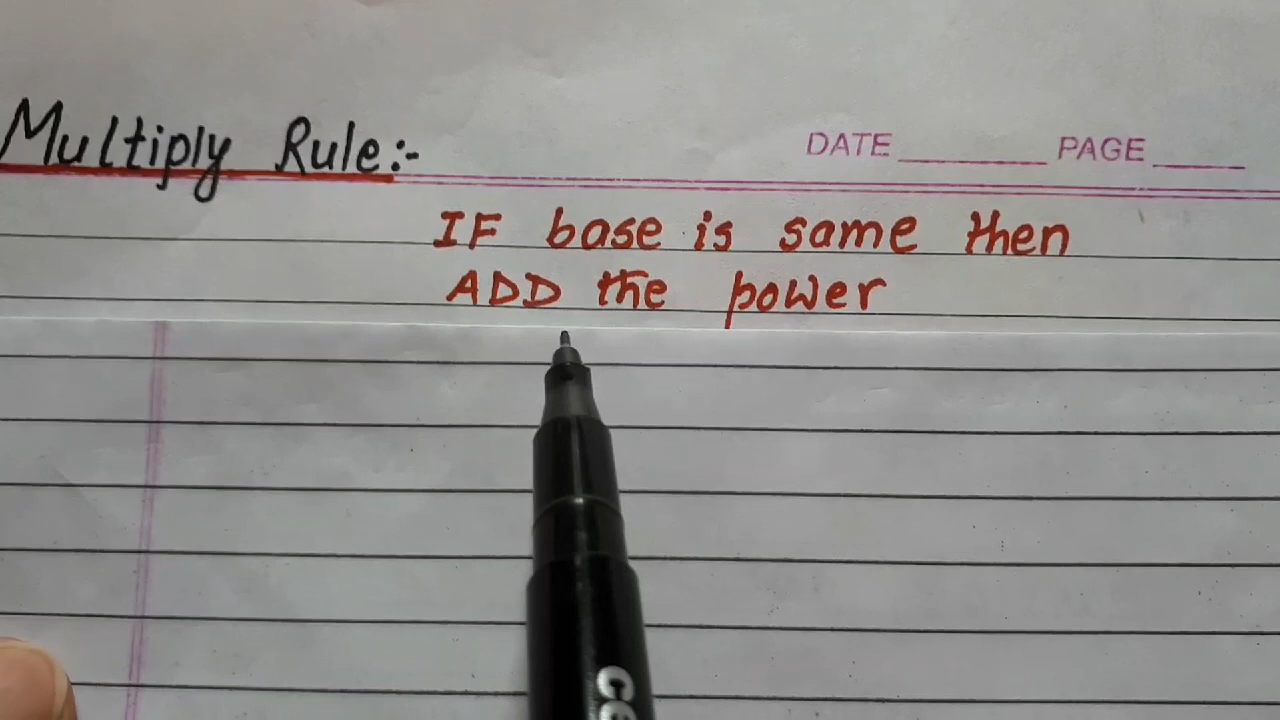 Multiply Rule:-
DATE PAGE
IF base is same then
ADD the power